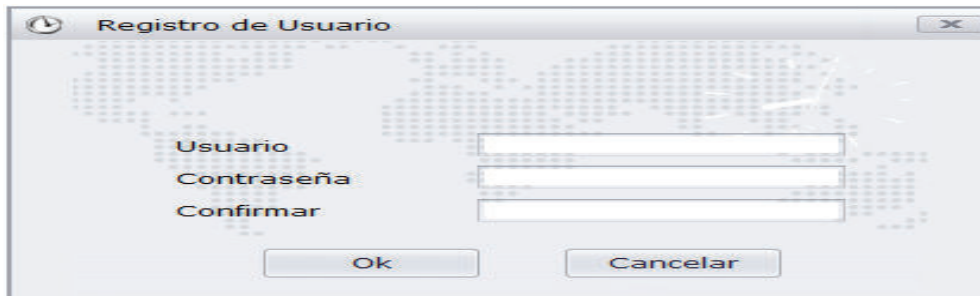 Registro de Usuario
Usuario
Contraseña
Confirmar
Ok Cancelar